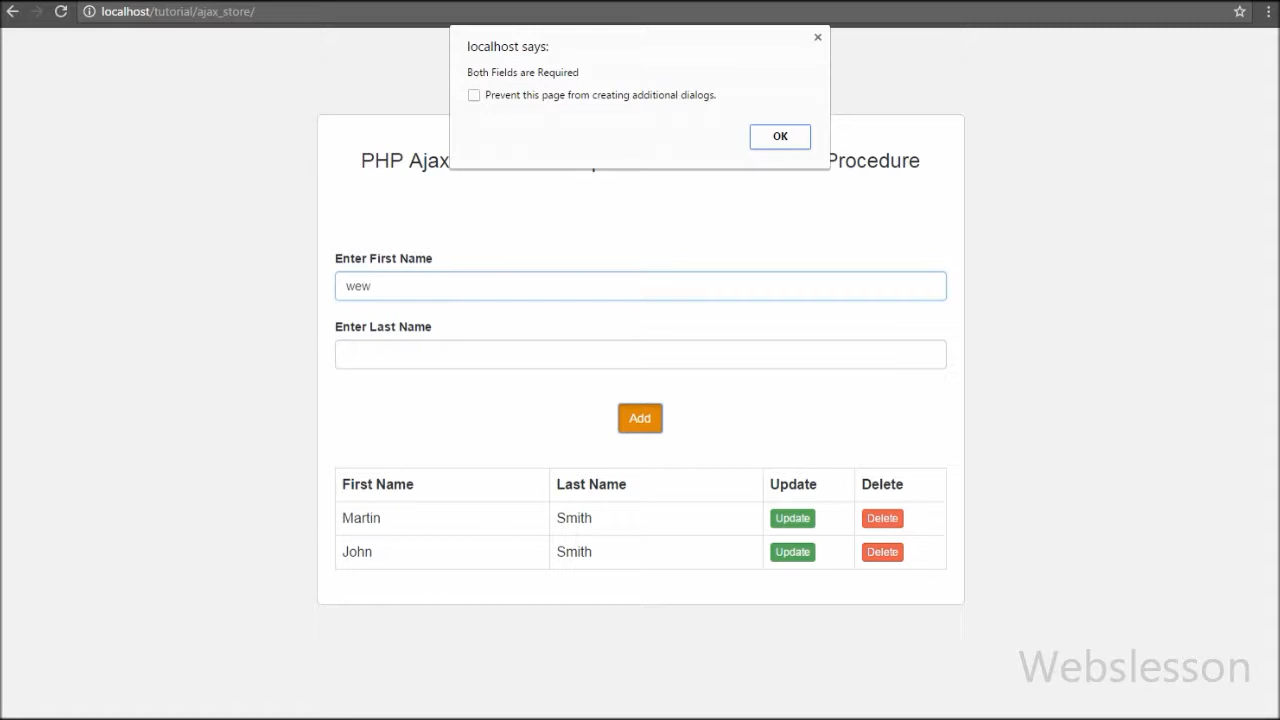 localhost/tutorial/ajax_store/
localhost says:
Both Fields are Required
Prevent this page from creating additional dialogs.
OK
PHP Ajax Procedure
Enter First Name
wew
Enter Last Name
Add
First Name Last Name Update Delete
Martin Smith Update Delete
John Smith Update Delete
Webslesson